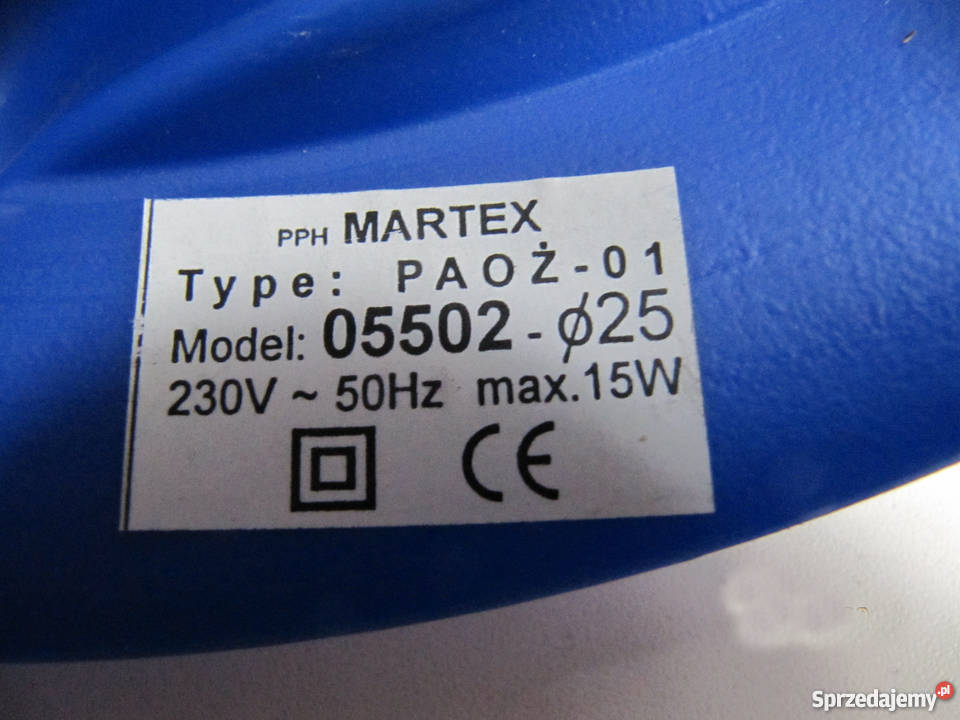 PPH MARTEX
Type: PAOŻ-01
Model: 05502-ϕ25
230V ~ 50Hz max.15W
CE
Sprzedajemy.pl